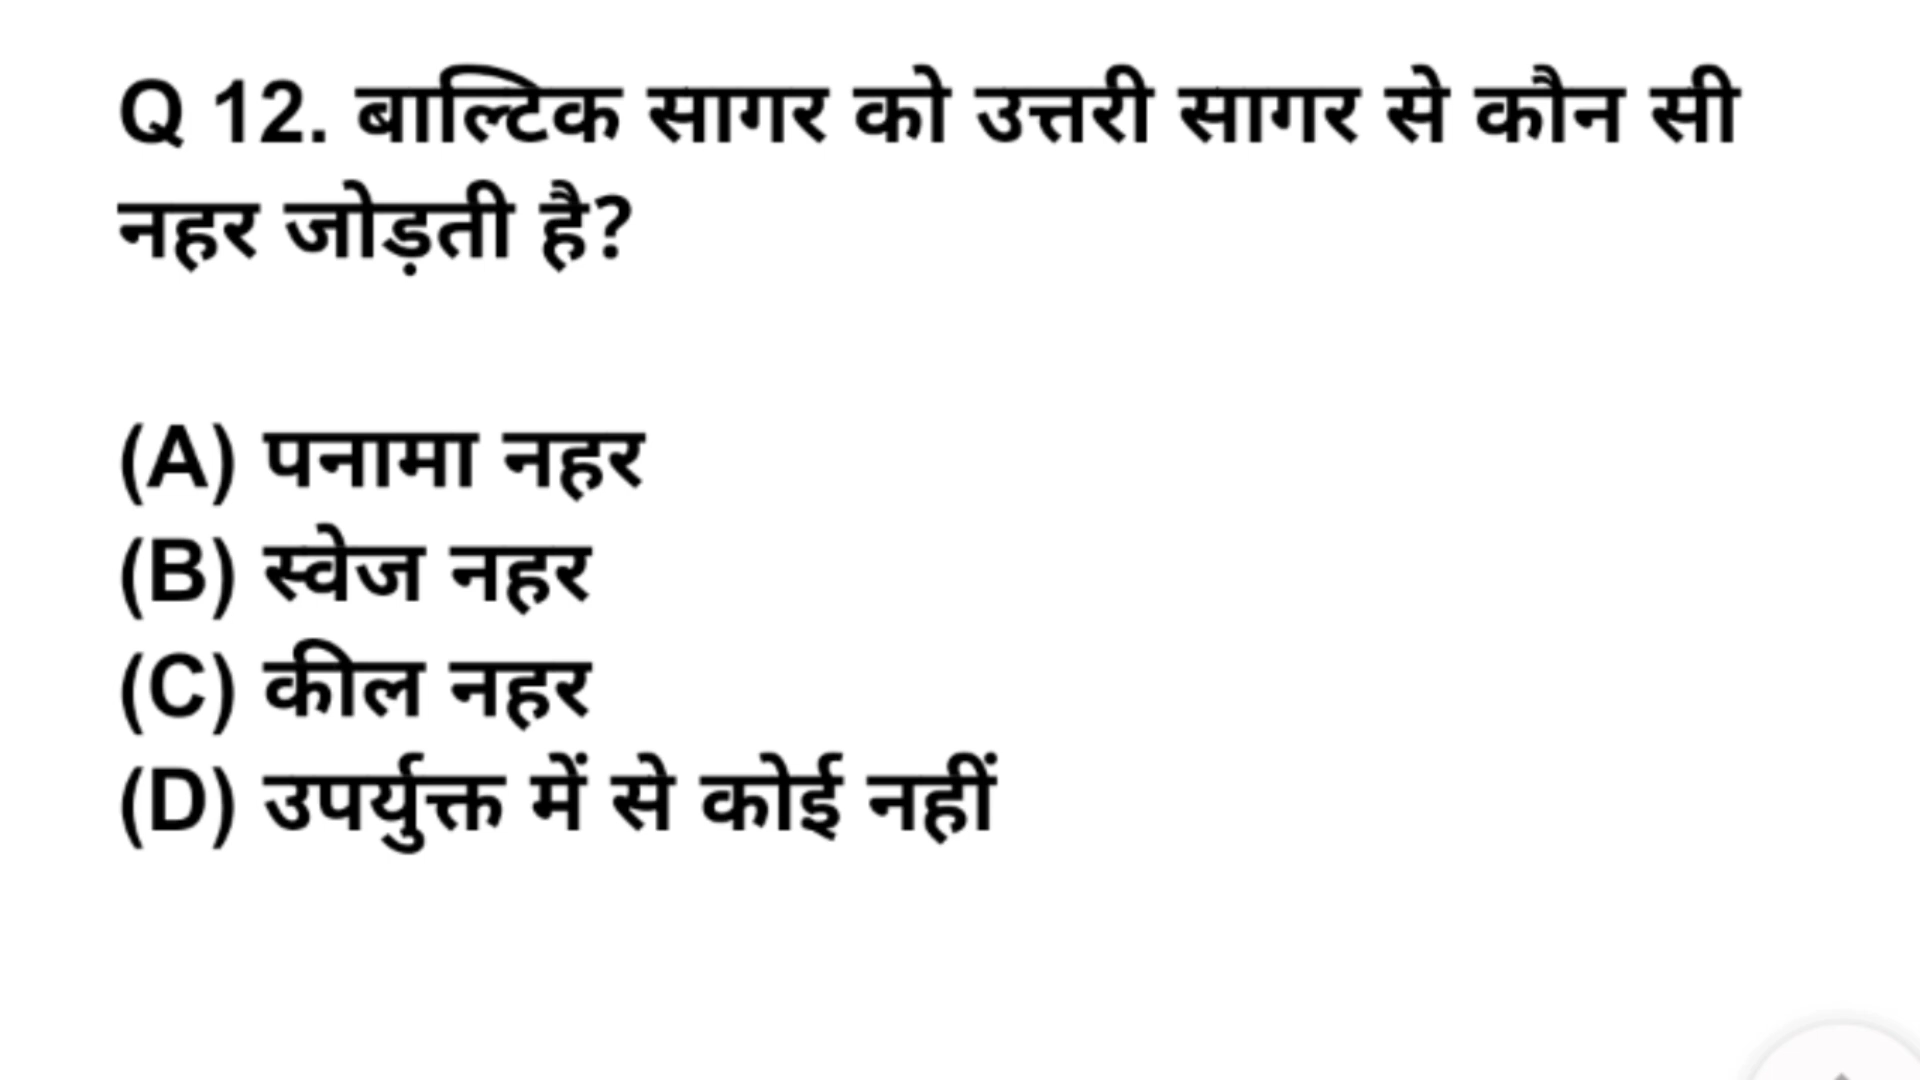 Q 12. बाल्टिक सागर को उत्तरी सागर से कौन सी
नहर जोड़ती है?
(A) पनामा नहर
(B) स्वेज नहर
(C) कील नहर
(D) उपर्युक्त में से कोई नहीं